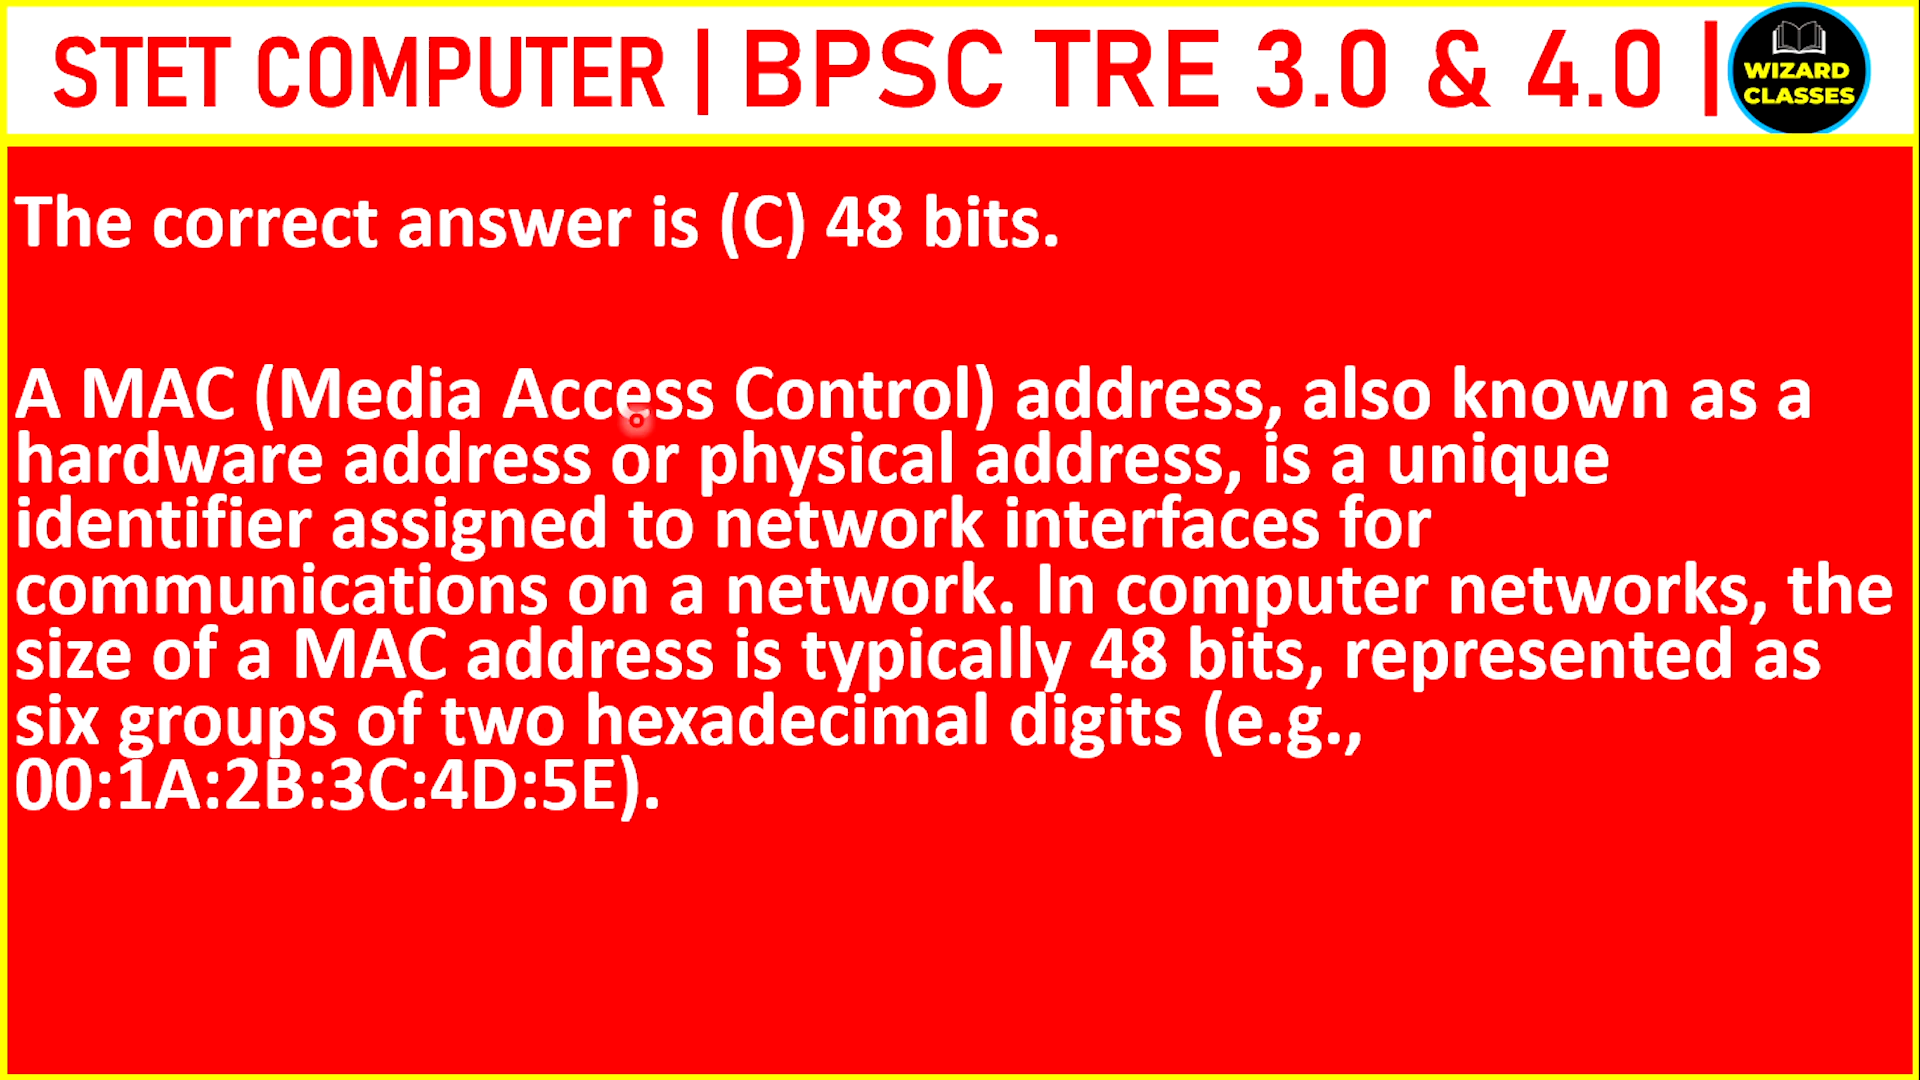 STET COMPUTER | BPSC TRE 3.0 & 4.0 |
WIZARD
CLASSES
The correct answer is (C) 48 bits.
A MAC (Media Access Control) address, also known as a
hardware address or physical address, is a unique
identifier assigned to network interfaces for
communications on a network. In computer networks, the
size of a MAC address is typically 48 bits, represented as
six groups of two hexadecimal digits (e.g.,
00:1A:2B:3C:4D:5E).